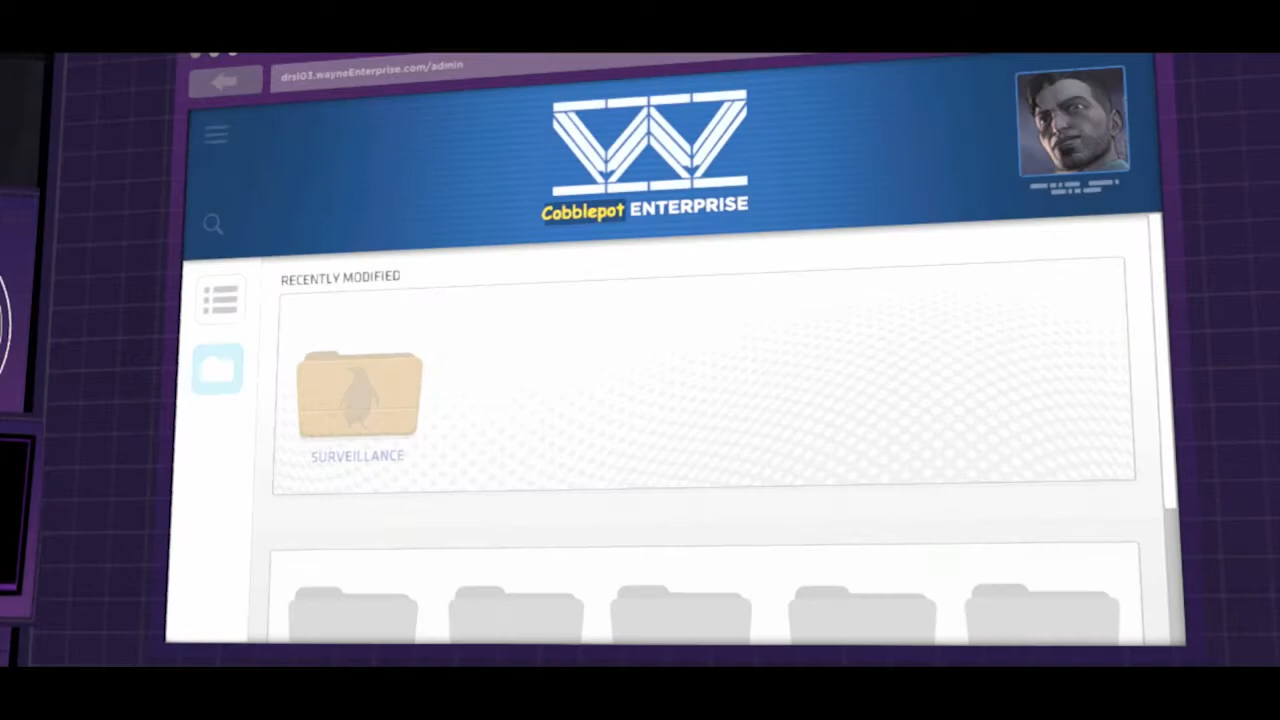 drsl03.wayneEnterprise.com/admin
Cobblepot ENTERPRISE
RECENTLY MODIFIED
SURVEILLANCE